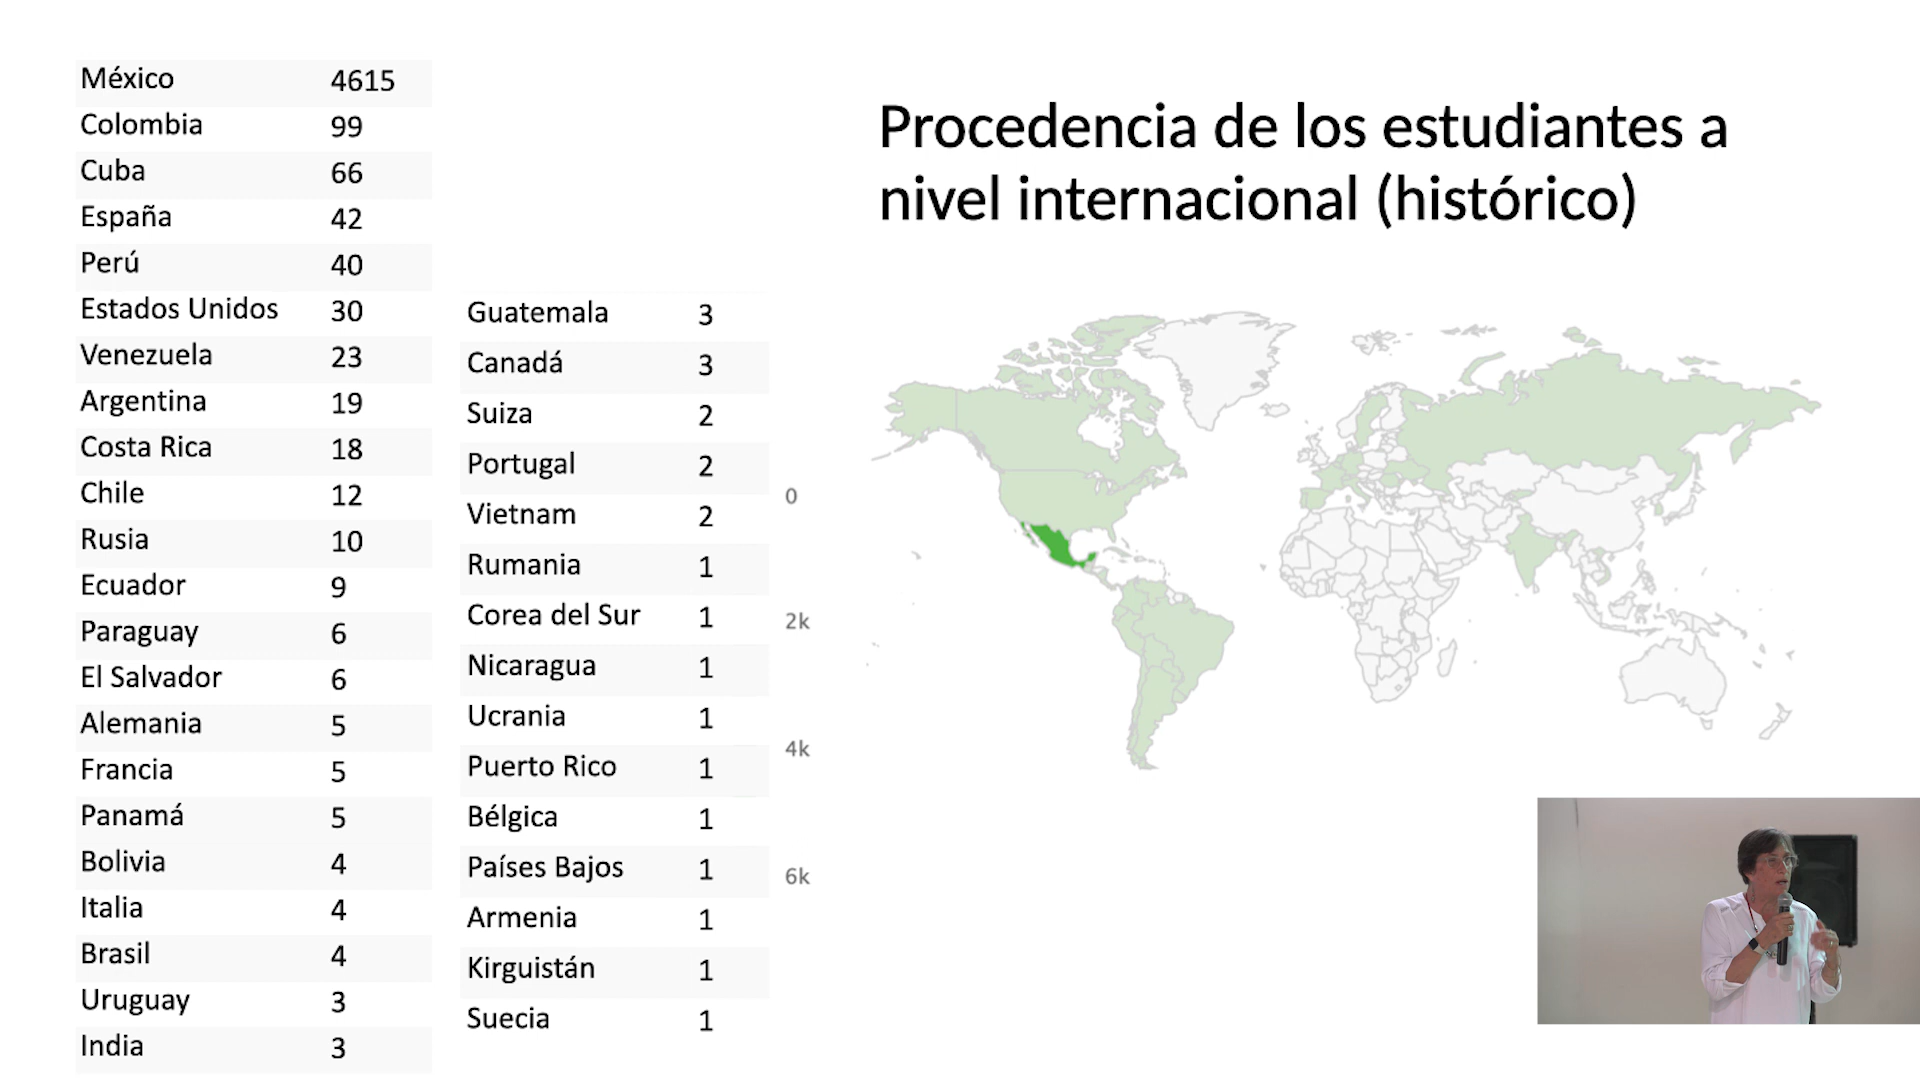 México 4615
Colombia 99
Cuba 66
España 42
Perú 40
Estados Unidos 30
Venezuela 23
Argentina 19
Costa Rica 18
Chile 12
Rusia 10
Ecuador 9
Paraguay 6
El Salvador 6
Alemania 5
Francia 5
Panamá 5
Bolivia 4
Italia 4
Brasil 4
Uruguay 3
India 3
Guatemala 3
Canadá 3
Suiza 2
Portugal 2
Vietnam 2
Rumania 1
Corea del Sur 1
Nicaragua 1
Ucrania 1
Puerto Rico 1
Bélgica 1
Países Bajos 1
Armenia 1
Kirguistán 1
Suecia 1
Procedencia de los estudiantes a
nivel internacional (histórico)
0
2k
4k
6k